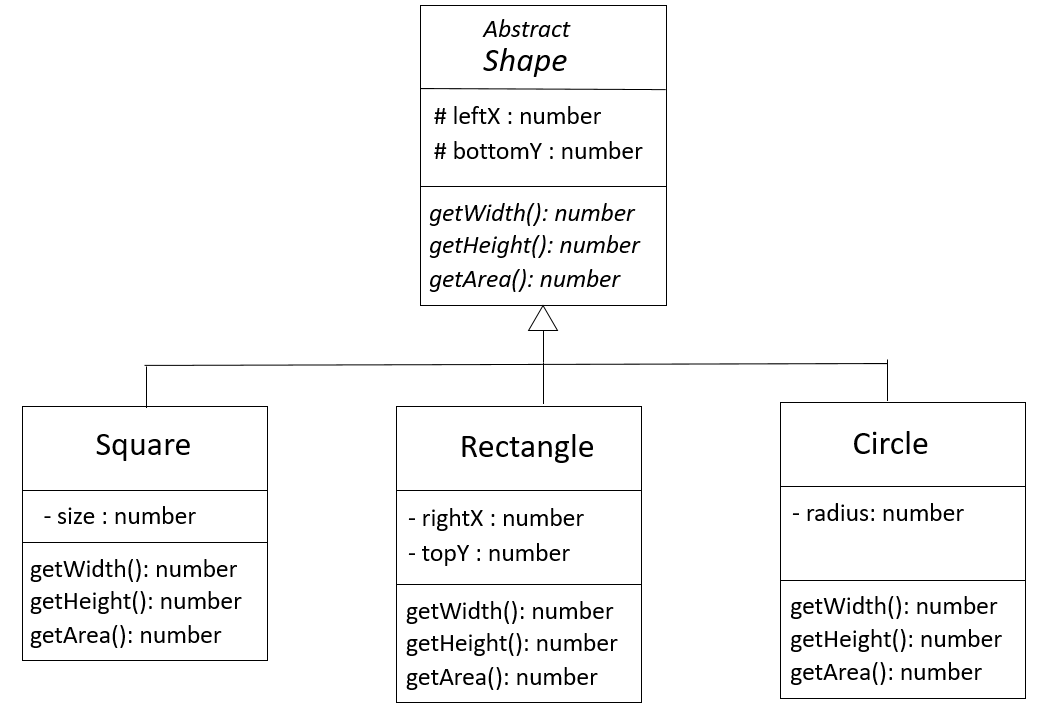 Abstract
Shape
# leftX : number
# bottomY : number
getWidth(): number
getHeight(): number
getArea(): number
Square
- size : number
getWidth(): number
getHeight(): number
getArea(): number
Rectangle
- rightX : number
- topY : number
getWidth(): number
getHeight(): number
getArea(): number
Circle
- radius: number
getWidth(): number
getHeight(): number
getArea(): number